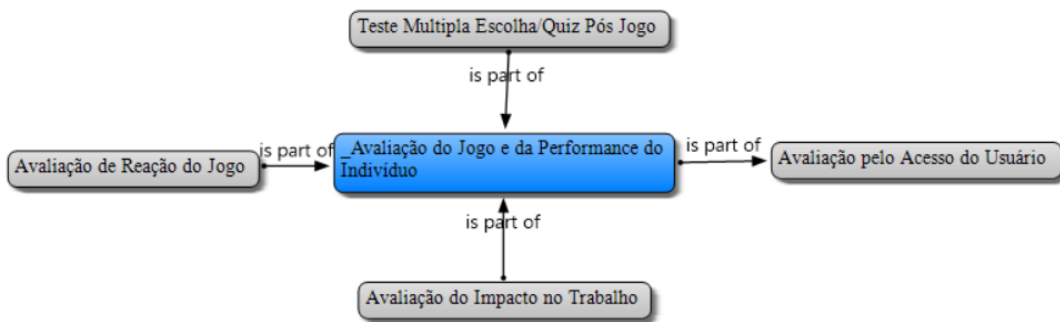 Teste Multipla Escolha/Quiz Pós Jogo
is part of
Avaliação de Reação do Jogo
is part of
_Avaliação do Jogo e da Performance do
Indivíduo
is part of
Avaliação pelo Acesso do Usuário
is part of
Avaliação do Impacto no Trabalho